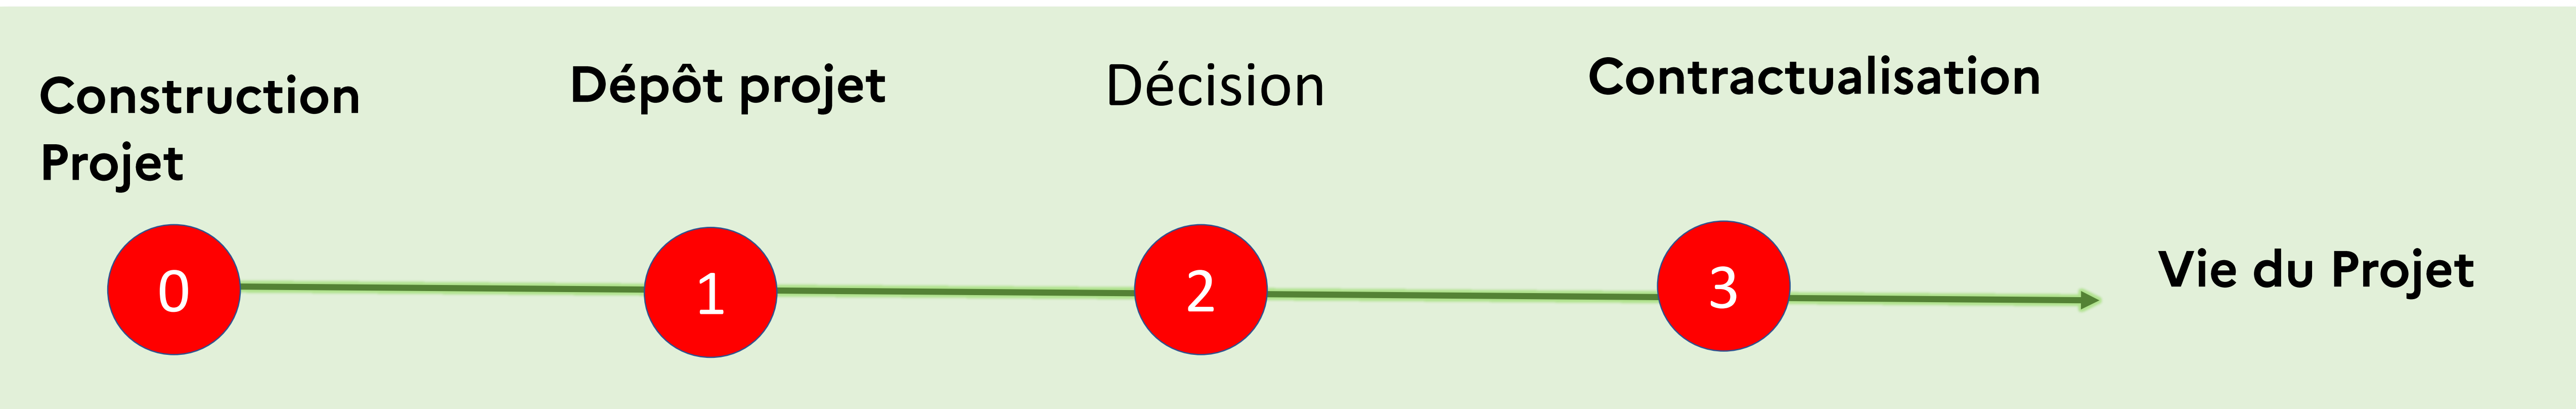 Construction
Projet
Dépôt projet
Décision
Contractualisation
0
1
2
3
Vie du Projet